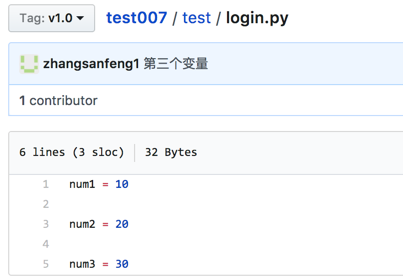 Tag: v1.0 test007 / test / login.py
zhangsanfeng1 第三个变量
1 contributor
6 lines (3 sloc) 32 Bytes
1 num1 = 10
2
3 num2 = 20
4
5 num3 = 30